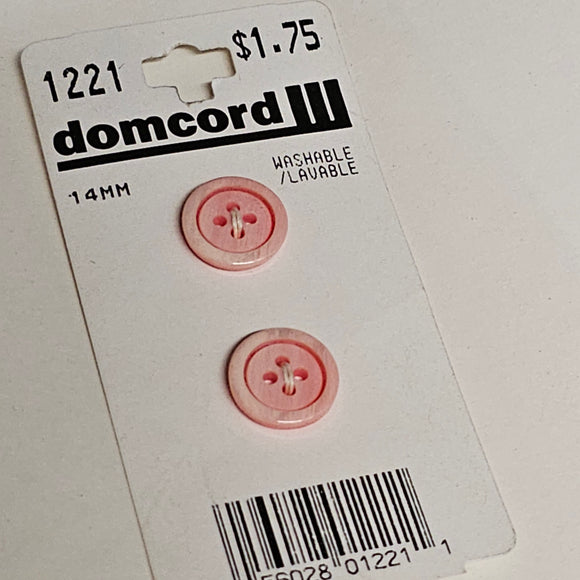 1221 $1.75
domcord
14MM WASHABLE
/LAVABLE
56028 01221 1